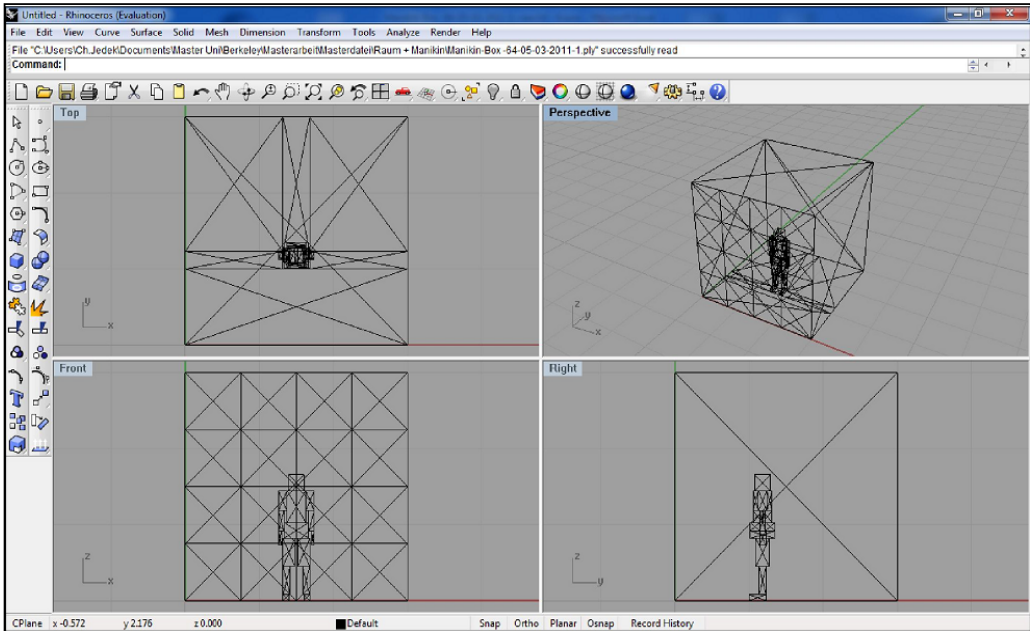 Untitled - Rhinoceros (Evaluation)
File Edit View Curve Surface Solid Mesh Dimension Transform Tools Analyze Render Help
File "C:\Users\Ch.Jedek\Documents\Master Uni\Berkeley\Masterarbeit\Masterdatei\Raum + Manikin\Manikin-Box -64-05-03-2011-1.ply" successfully read
Command:
Top
Perspective
y
x
z
y
x
Front
Right
z
x
z
y
CPlane x -0.572 y 2.176 z 0.000 Default Snap Ortho Planar Osnap Record History